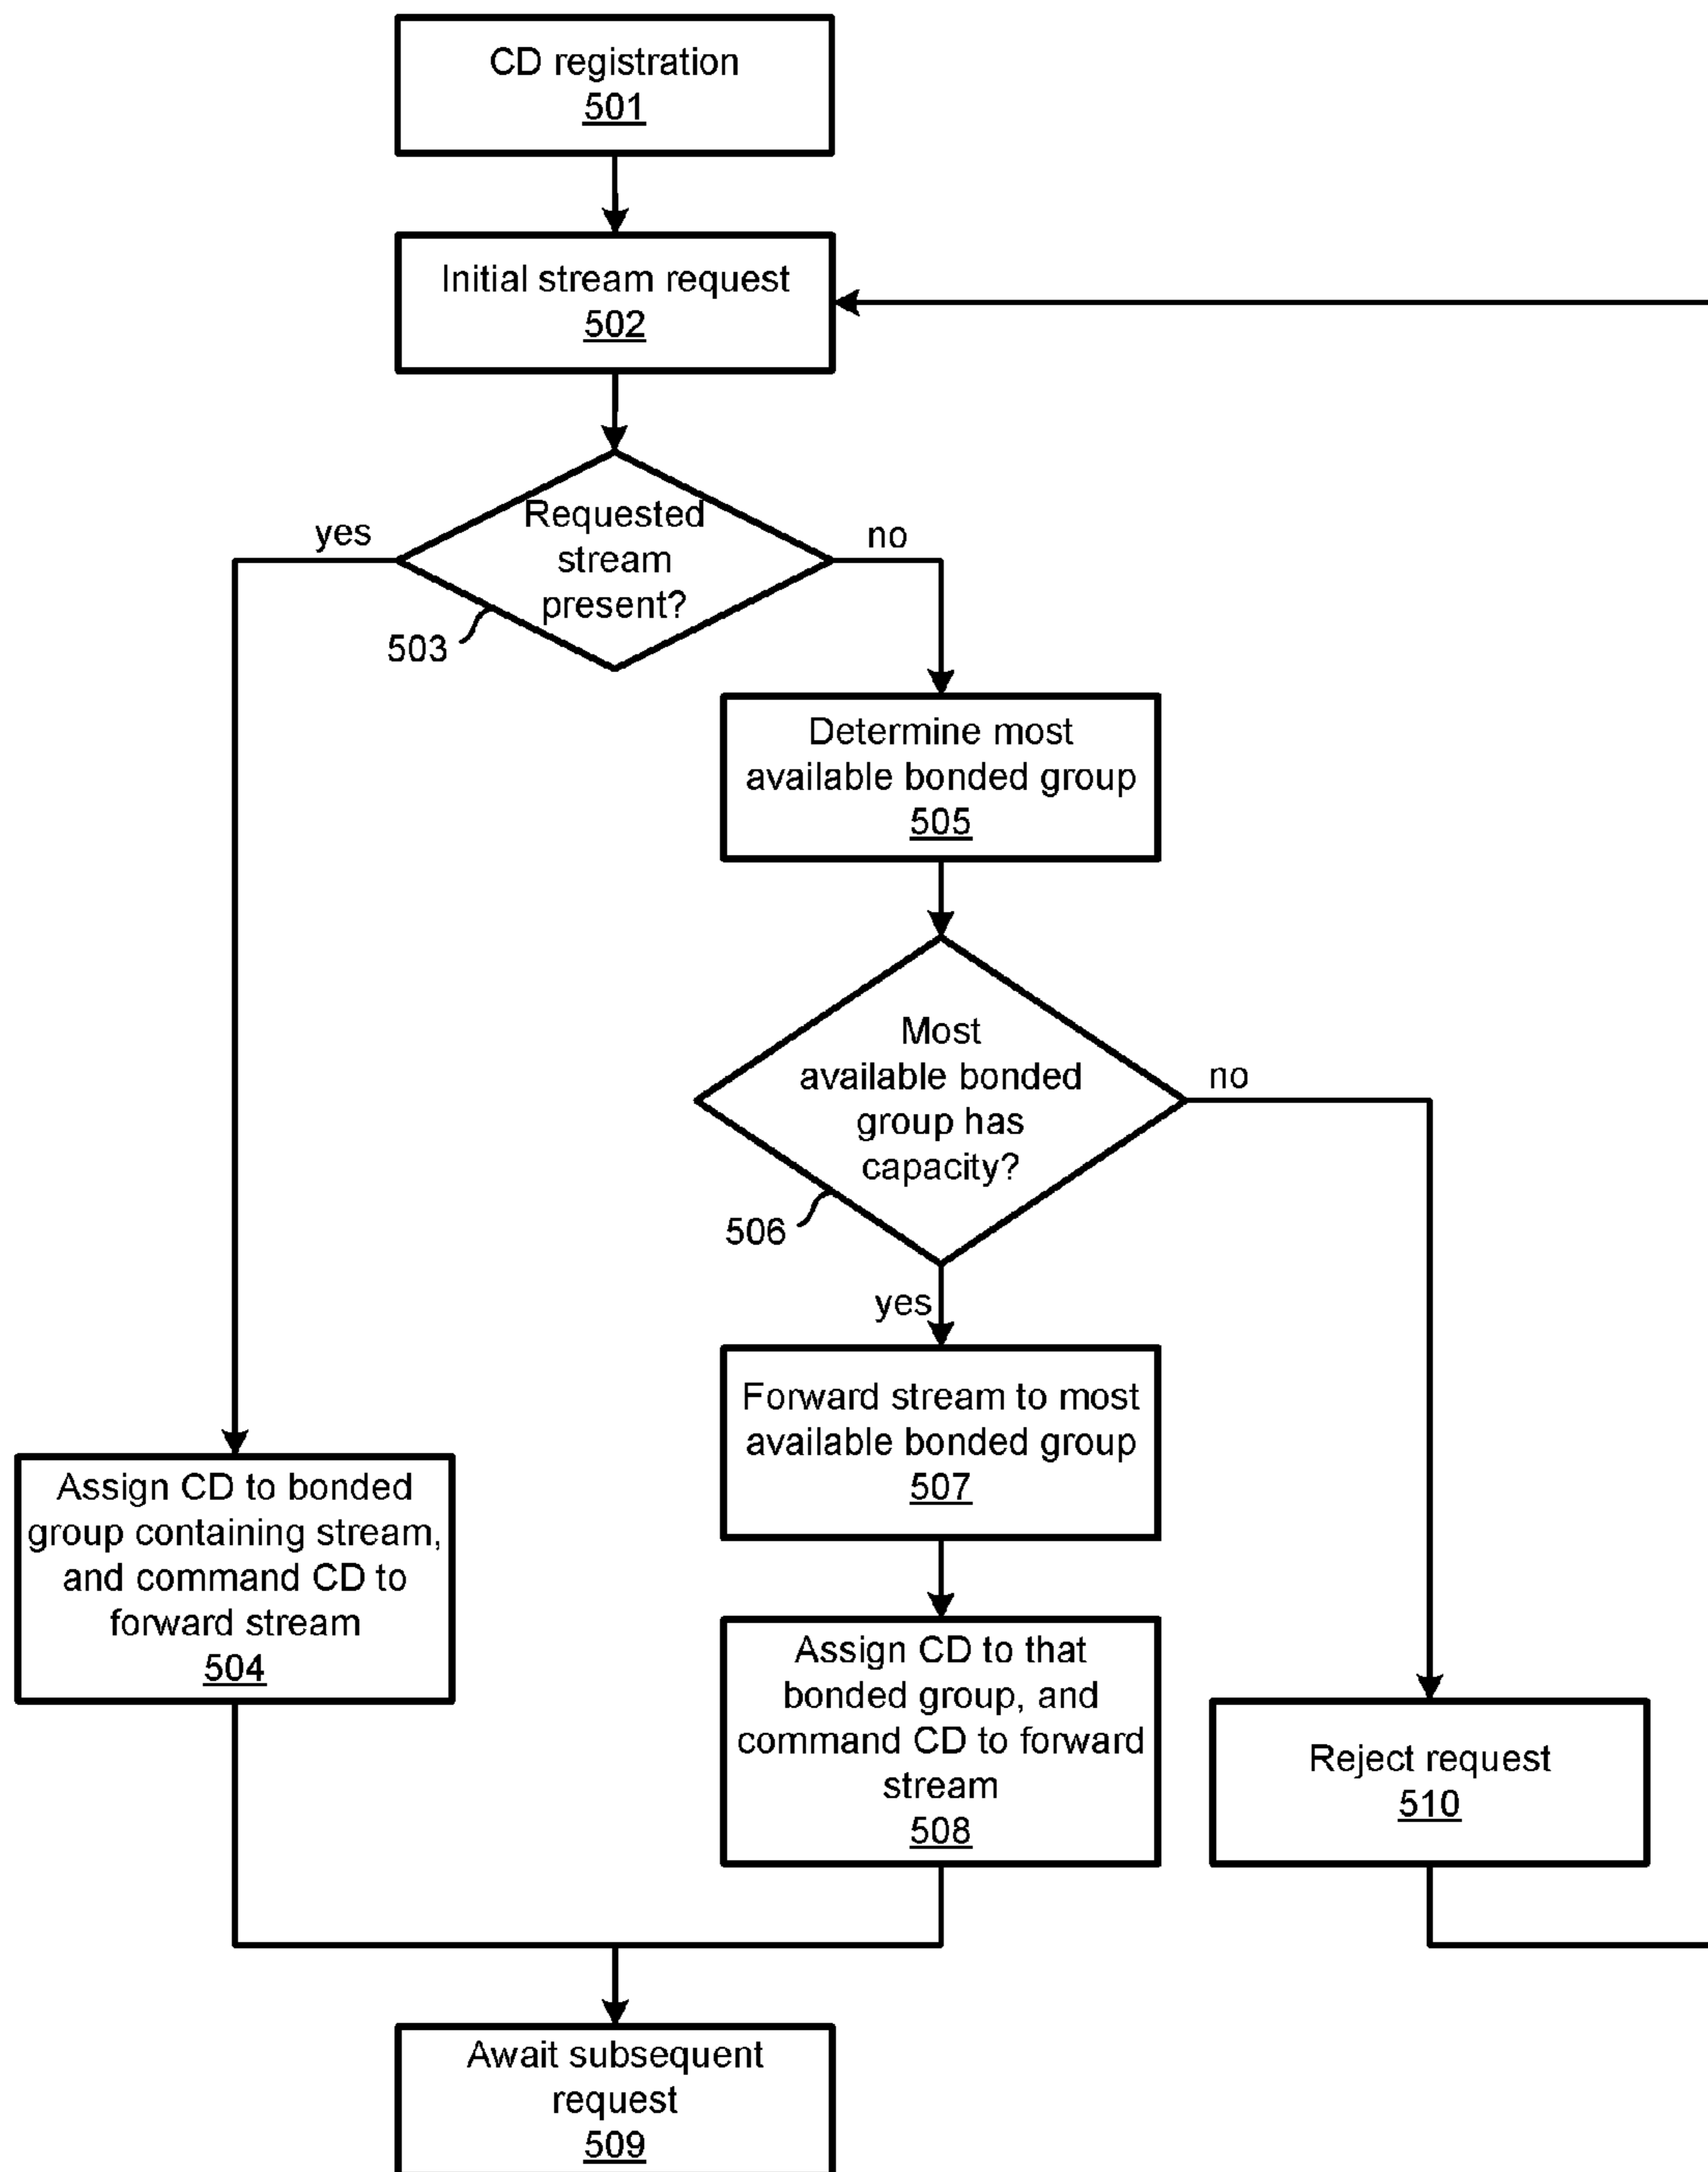 CD registration
501
Initial stream request
502
Requested
stream
present?
yes
no
503
Determine most
available bonded group
505
Most
available bonded
group has
capacity?
no
506
yes
Forward stream to most
available bonded group
507
Assign CD to bonded
group containing stream,
and command CD to
forward stream
504
Assign CD to that
bonded group, and
command CD to forward
stream
508
Reject request
510
Await subsequent
request
509